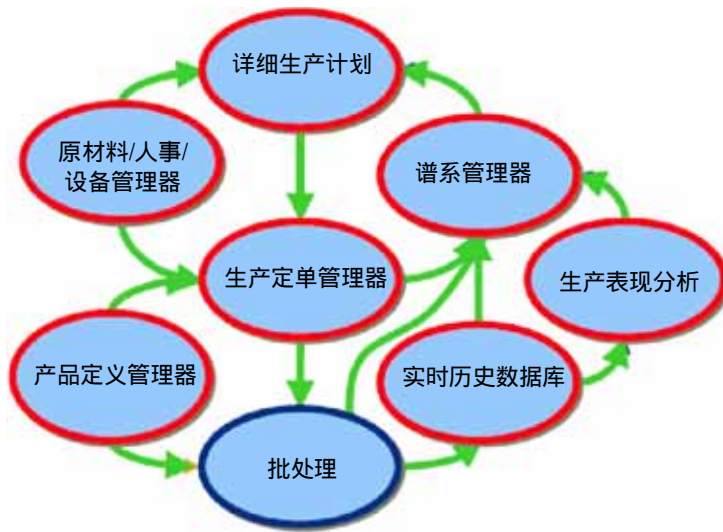 详细生产计划
原材料/人事/
设备管理器
谱系管理器
生产定单管理器
生产表现分析
产品定义管理器
实时历史数据库
批处理